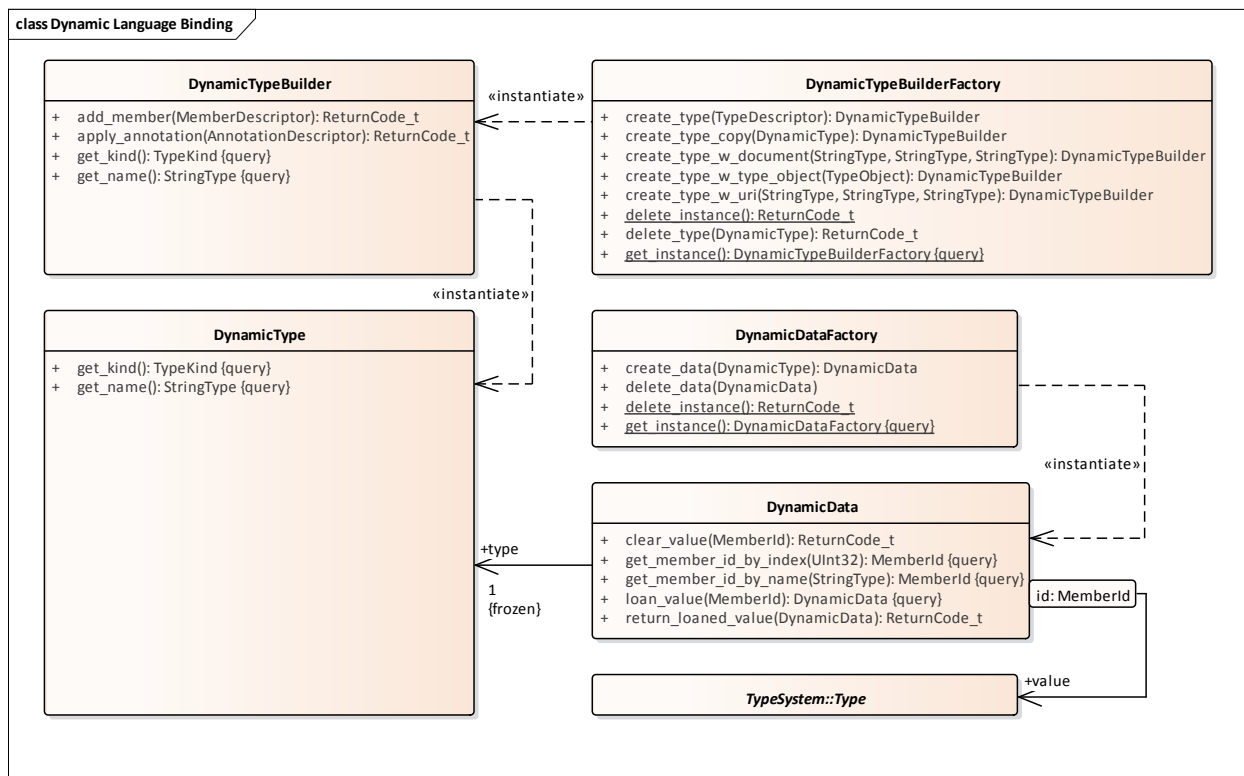 class Dynamic Language Binding
DynamicTypeBuilder
+ add_member(MemberDescriptor): ReturnCode_t
+ apply_annotation(AnnotationDescriptor): ReturnCode_t
+ get_kind(): TypeKind {query}
+ get_name(): StringType {query}
«instantiate»
DynamicTypeBuilderFactory
+ create_type(TypeDescriptor): DynamicTypeBuilder
+ create_type_copy(DynamicType): DynamicTypeBuilder
+ create_type_w_document(StringType, StringType, StringType): DynamicTypeBuilder
+ create_type_w_type_object(TypeObject): DynamicTypeBuilder
+ create_type_w_uri(StringType, StringType, StringType): DynamicTypeBuilder
+ delete_instance(): ReturnCode_t
+ delete_type(DynamicType): ReturnCode_t
+ get_instance(): DynamicTypeBuilderFactory {query}
«instantiate»
DynamicType
+ get_kind(): TypeKind {query}
+ get_name(): StringType {query}
DynamicDataFactory
+ create_data(DynamicType): DynamicData
+ delete_data(DynamicData)
+ delete_instance(): ReturnCode_t
+ get_instance(): DynamicDataFactory {query}
«instantiate»
DynamicData
+ clear_value(MemberId): ReturnCode_t
+ get_member_id_by_index(UInt32): MemberId {query}
+ get_member_id_by_name(StringType): MemberId {query}
+ loan_value(MemberId): DynamicData {query}
+ return_loaned_value(DynamicData): ReturnCode_t
+type
1
{frozen}
id: MemberId
+value
TypeSystem::Type